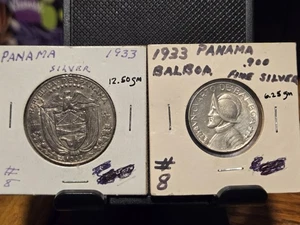 PANAMA 1933
SILVER
12.50gm
#
8
1933 PANAMA
BALBOA .900
FINE SILVER
6.25gm
#
8